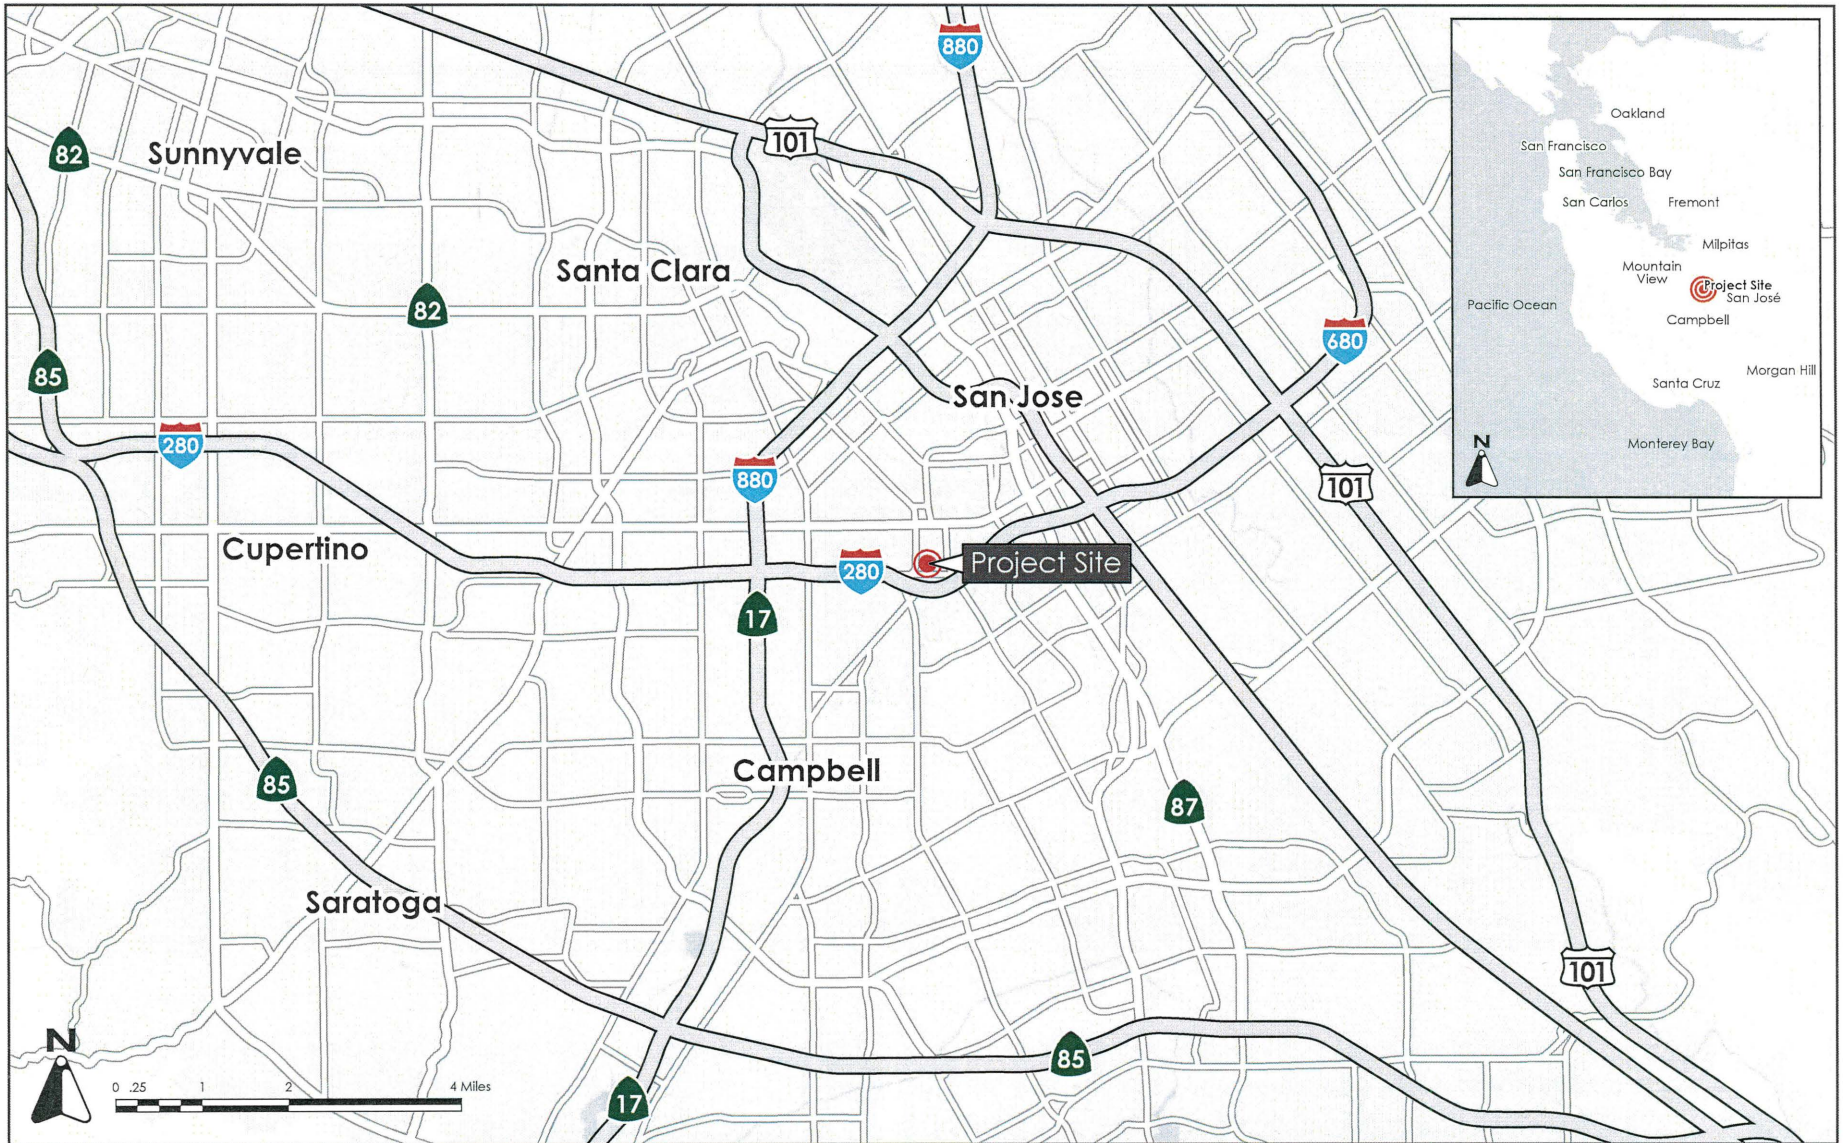 880
101
82
Sunnyvale
Santa Clara
82
680
85
San Jose
280
880
101
Cupertino
280
Project Site
17
Campbell
85
87
Saratoga
101
N
85
0 .25 1 2 4 Miles
17
Oakland
San Francisco
San Francisco Bay
San Carlos
Fremont
Milpitas
Mountain
View
Project Site
San José
Pacific Ocean
Campbell
Morgan Hill
Santa Cruz
N
Monterey Bay